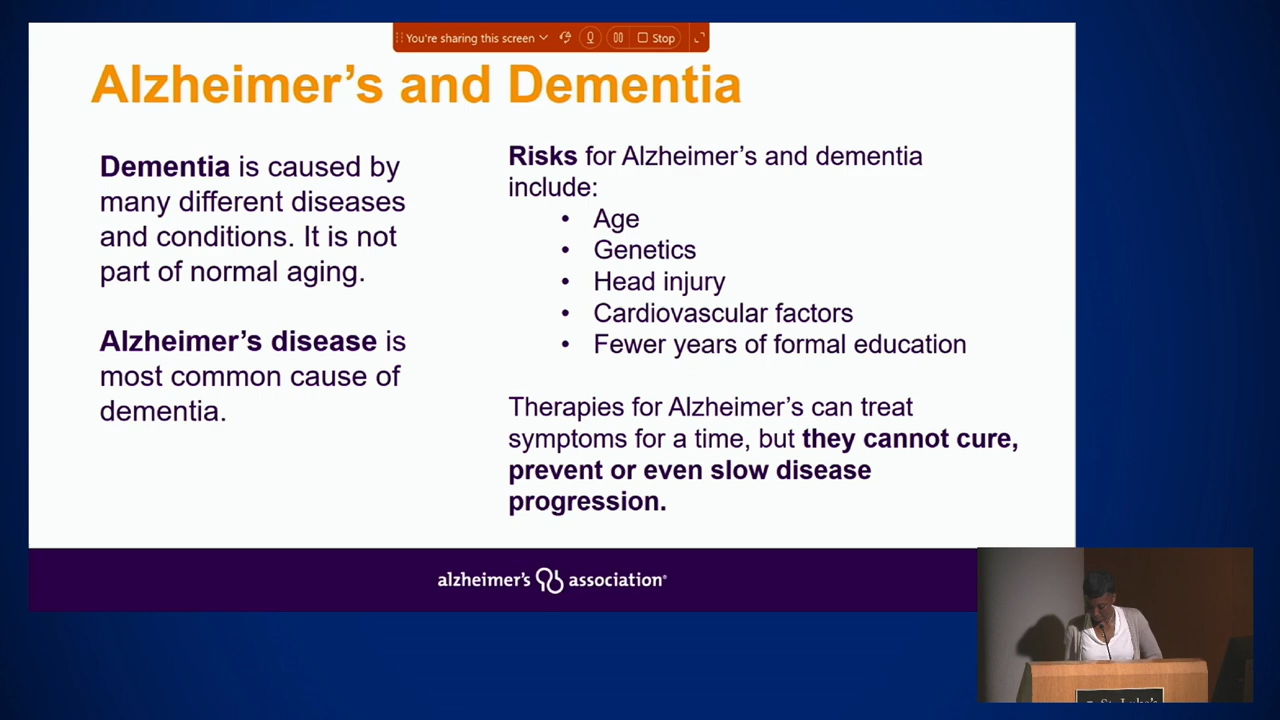 You're sharing this screen
Stop
Alzheimer's and Dementia
Dementia is caused by
many different diseases
and conditions. It is not
part of normal aging.
Alzheimer's disease is
most common cause of
dementia.
Risks for Alzheimer's and dementia
include:
• Age
• Genetics
• Head injury
• Cardiovascular factors
• Fewer years of formal education
Therapies for Alzheimer's can treat
symptoms for a time, but they cannot cure,
prevent or even slow disease
progression.
alzheimer's association®
St. Luke's